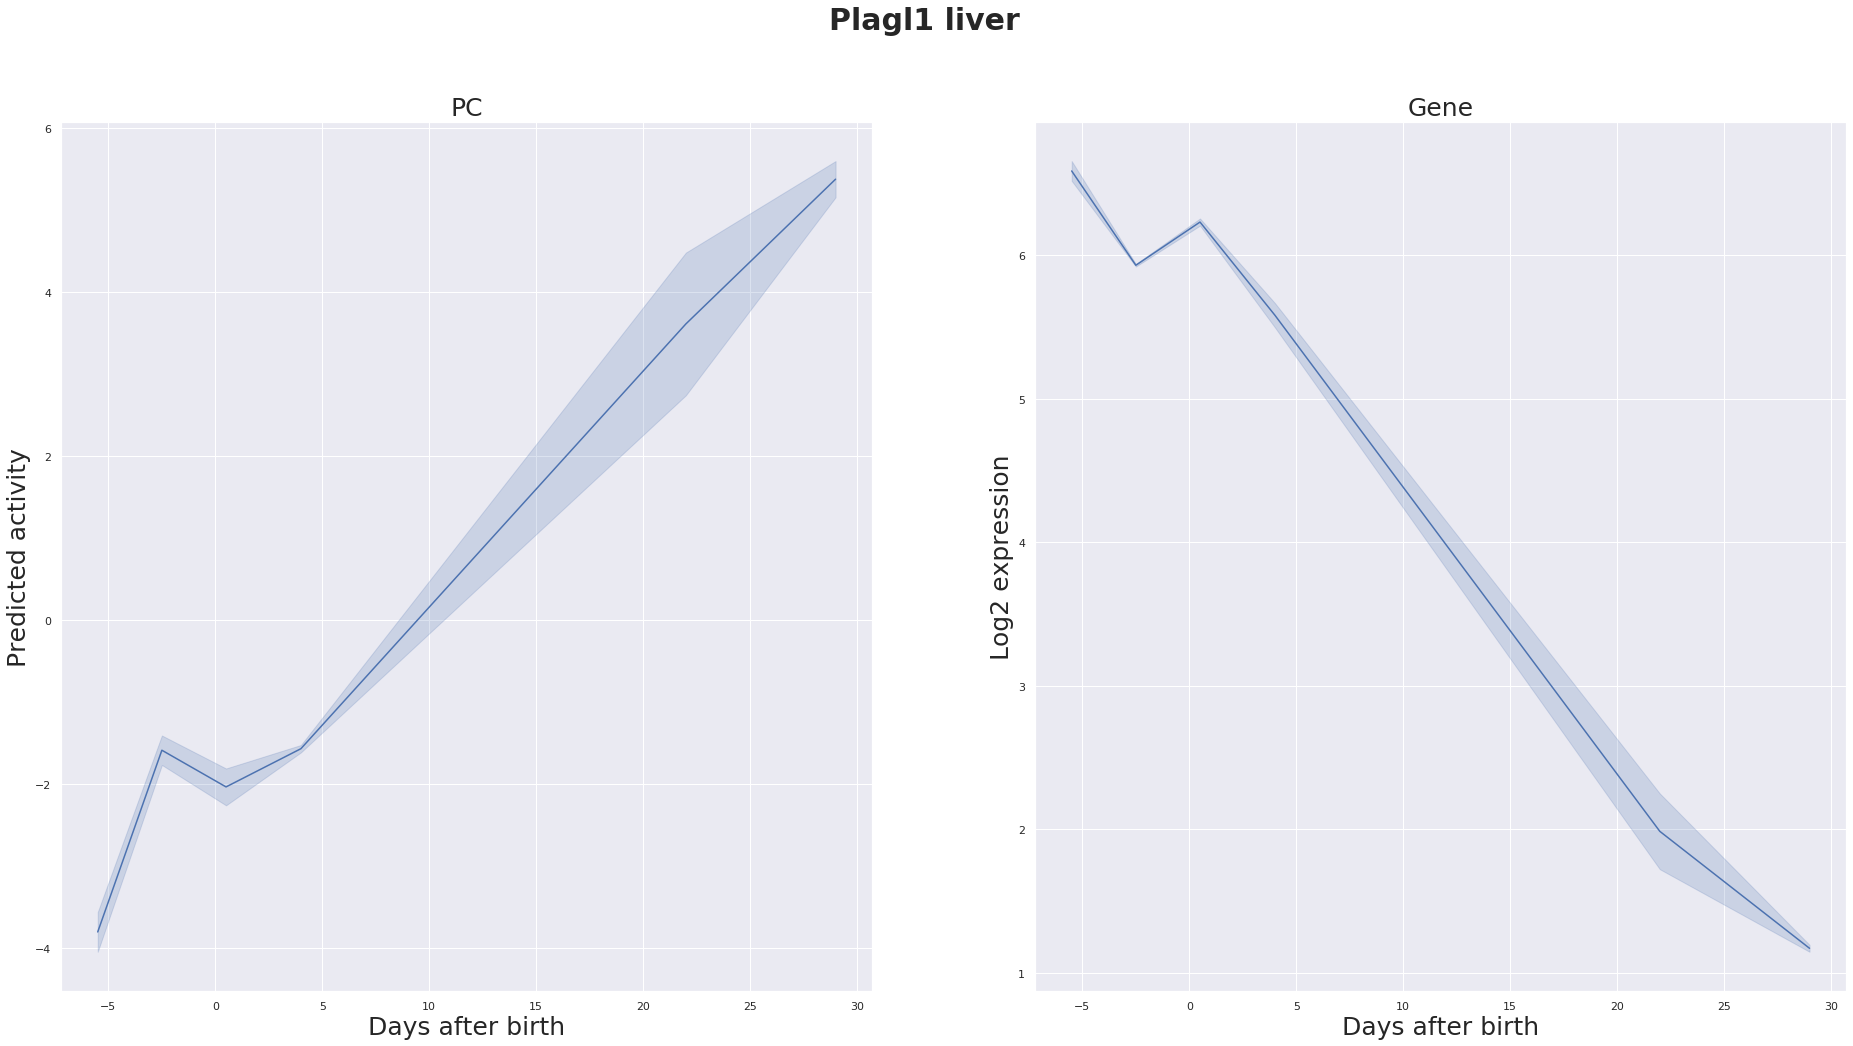 Plagl1 liver
PC
Predicted activity
6
4
2
0
−2
−4
−5 0 5 10 15 20 25 30
Days after birth
Gene
Log2 expression
6
5
4
3
2
1
−5 0 5 10 15 20 25 30
Days after birth